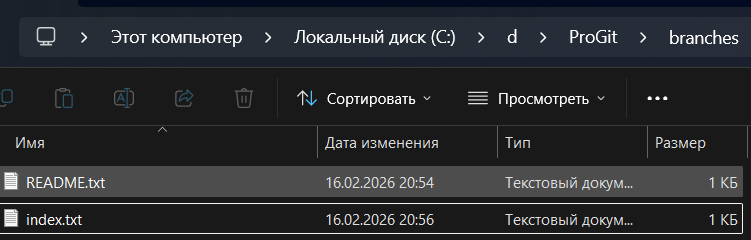 Этот компьютер > Локальный диск (C:) > d > ProGit > branches
Сортировать Просмотреть •••
Имя Дата изменения Тип Размер
README.txt 16.02.2026 20:54 Текстовый докум... 1 КБ
index.txt 16.02.2026 20:56 Текстовый докум... 1 КБ